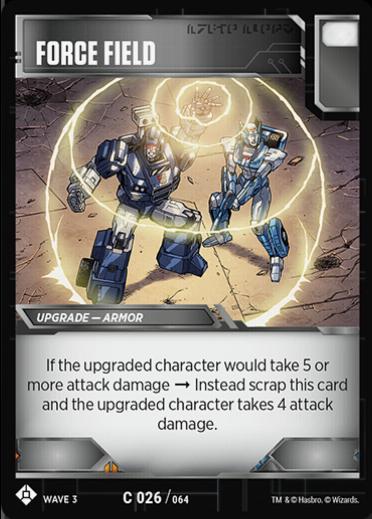 FORCE FIELD
UPGRADE — ARMOR
If the upgraded character would take 5 or
more attack damage → Instead scrap this card
and the upgraded character takes 4 attack
damage.
WAVE 3 C 026 / 064 TM & © Hasbro. © Wizards.